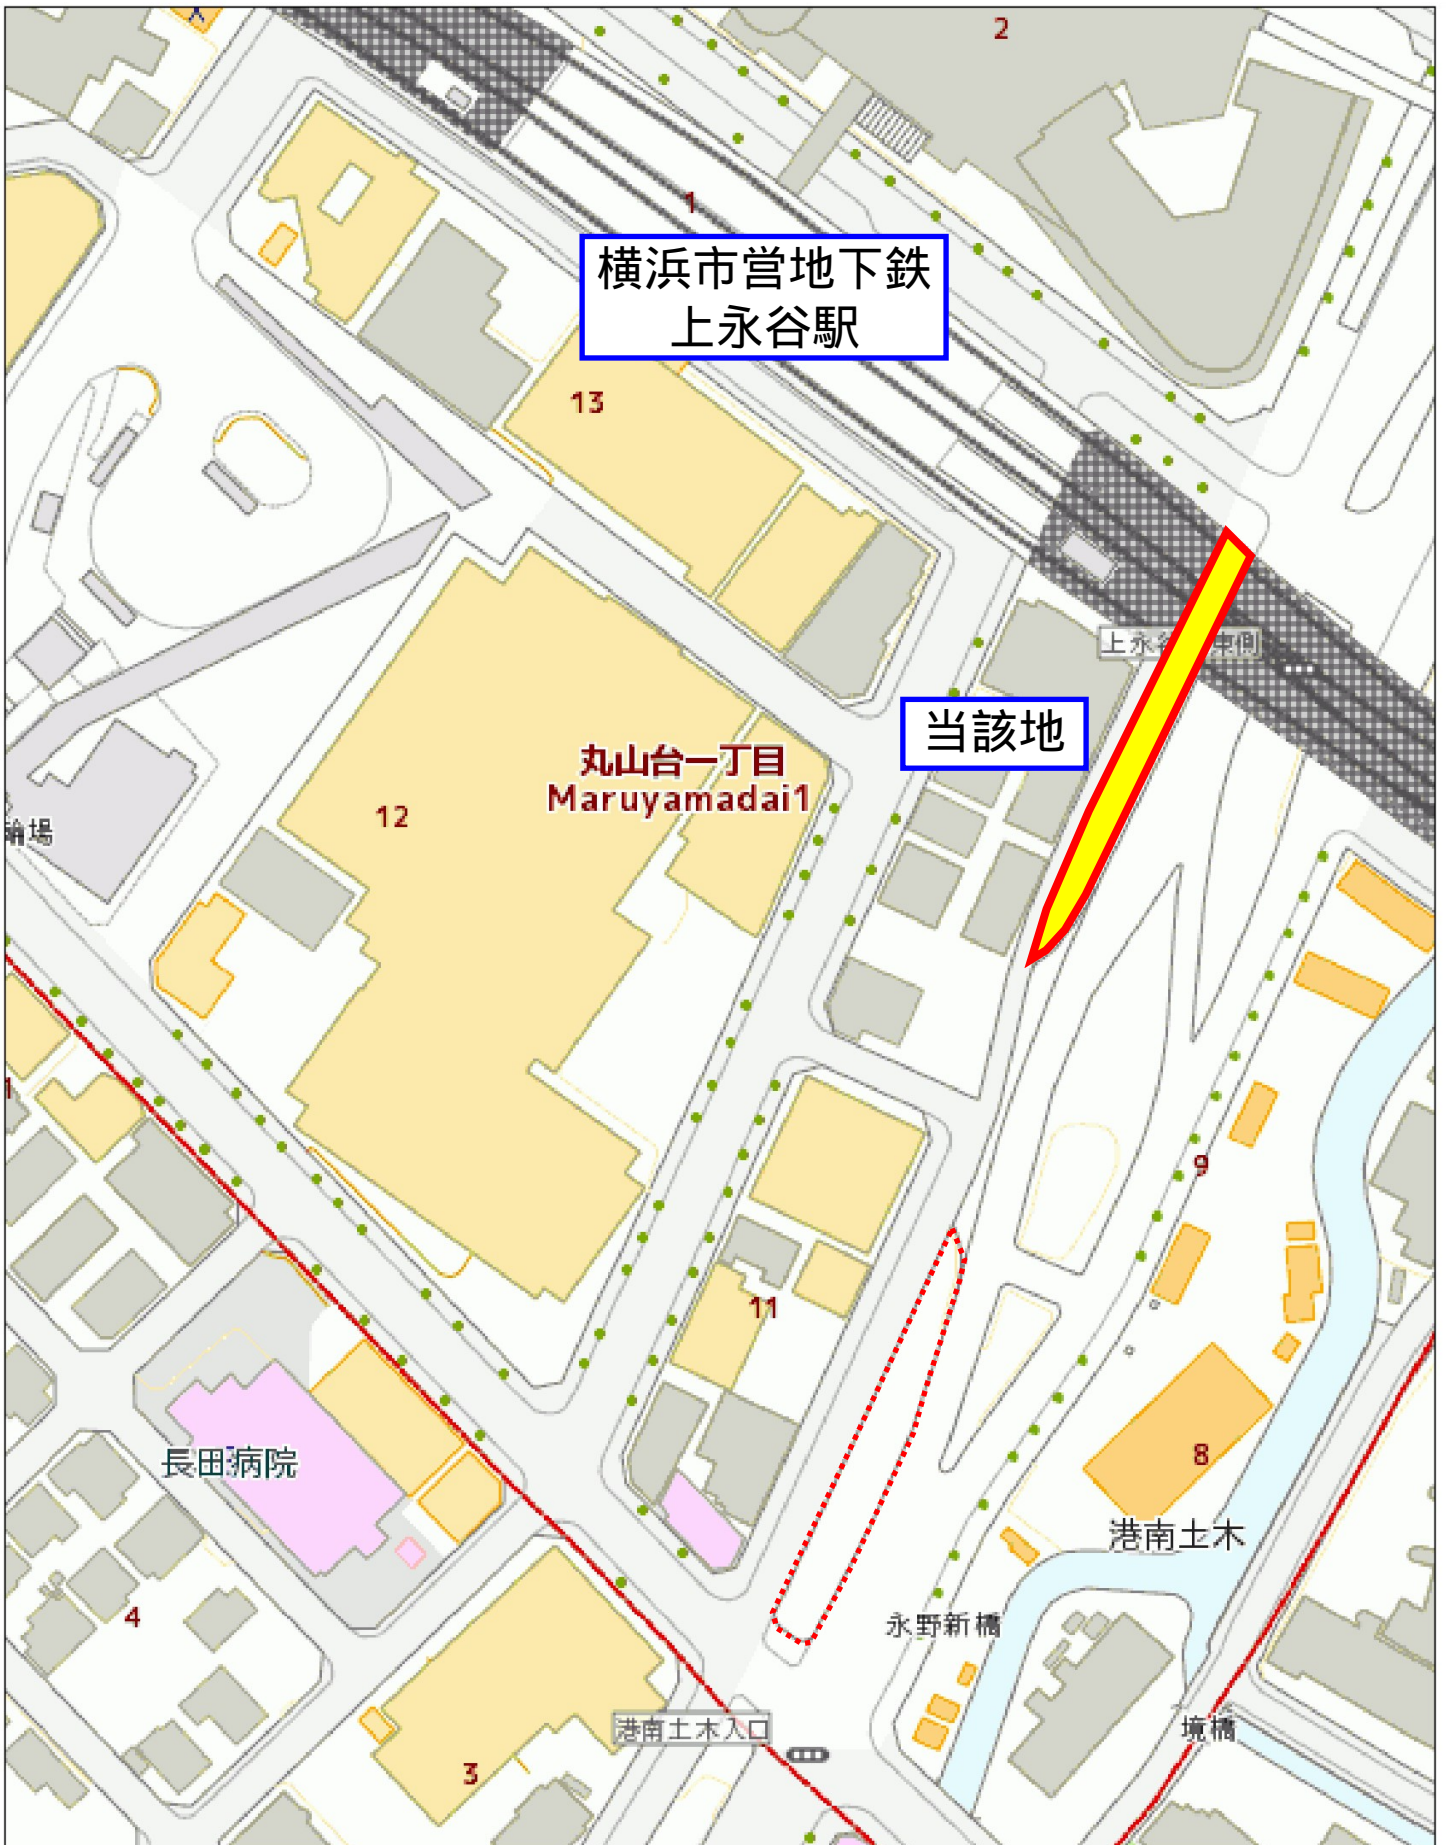 2
1
横浜市営地下鉄
上永谷駅
13
当該地
丸山台一丁目
Maruyamadai1
12
9
11
長田病院
8
港南土木
4
永野新橋
港南土木入口
境橋
3